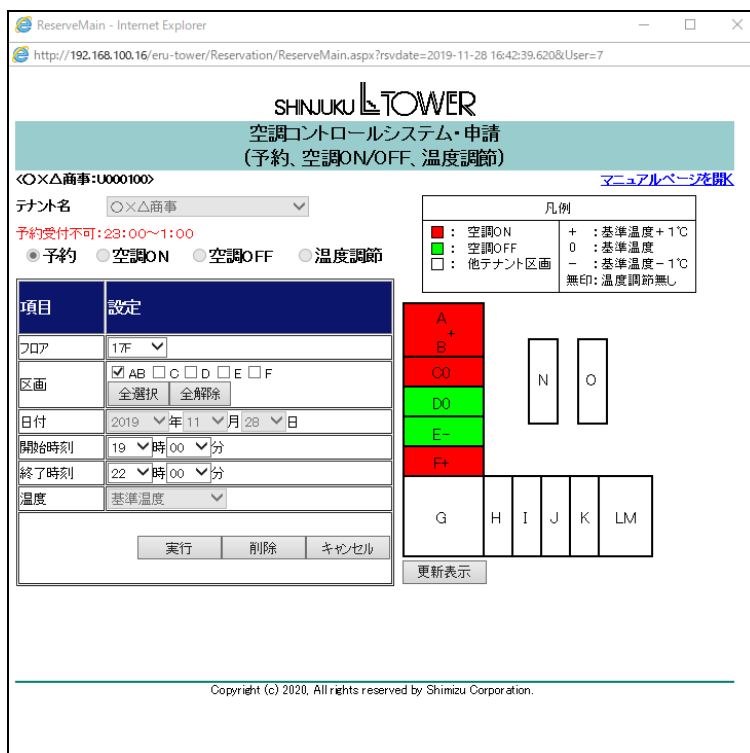 ReserveMain - Internet Explorer
http://192.168.100.16/eru-tower/Reservation/ReserveMain.aspx?rsvdate=2019-11-28 16:42:39.620&User=7
SHINJUKU L TOWER
空調コントロールシステム・申請
(予約、空調ON/OFF、温度調節)
<○×△商事:U000100>
マニュアルページを開く
テナント名 ○×△商事
予約受付不可:23:00~1:00
予約 空調ON 空調OFF 温度調節
凡例
: 空調ON + :基準温度+1℃
: 空調OFF 0 :基準温度
: 他テナント区画 - :基準温度-1℃
無印:温度調節無し
項目 設定
フロア 17F
区画 AB C D E F
全選択 全解除
日付 2019 年 11 月 28 日
開始時刻 19 時 00 分
終了時刻 22 時 00 分
温度 基準温度
実行 削除 キャンセル
A
+
B
C0
D0
E-
F+
N O
G H I J K LM
更新表示
Copyright (c) 2020, All rights reserved by Shimizu Corporation.